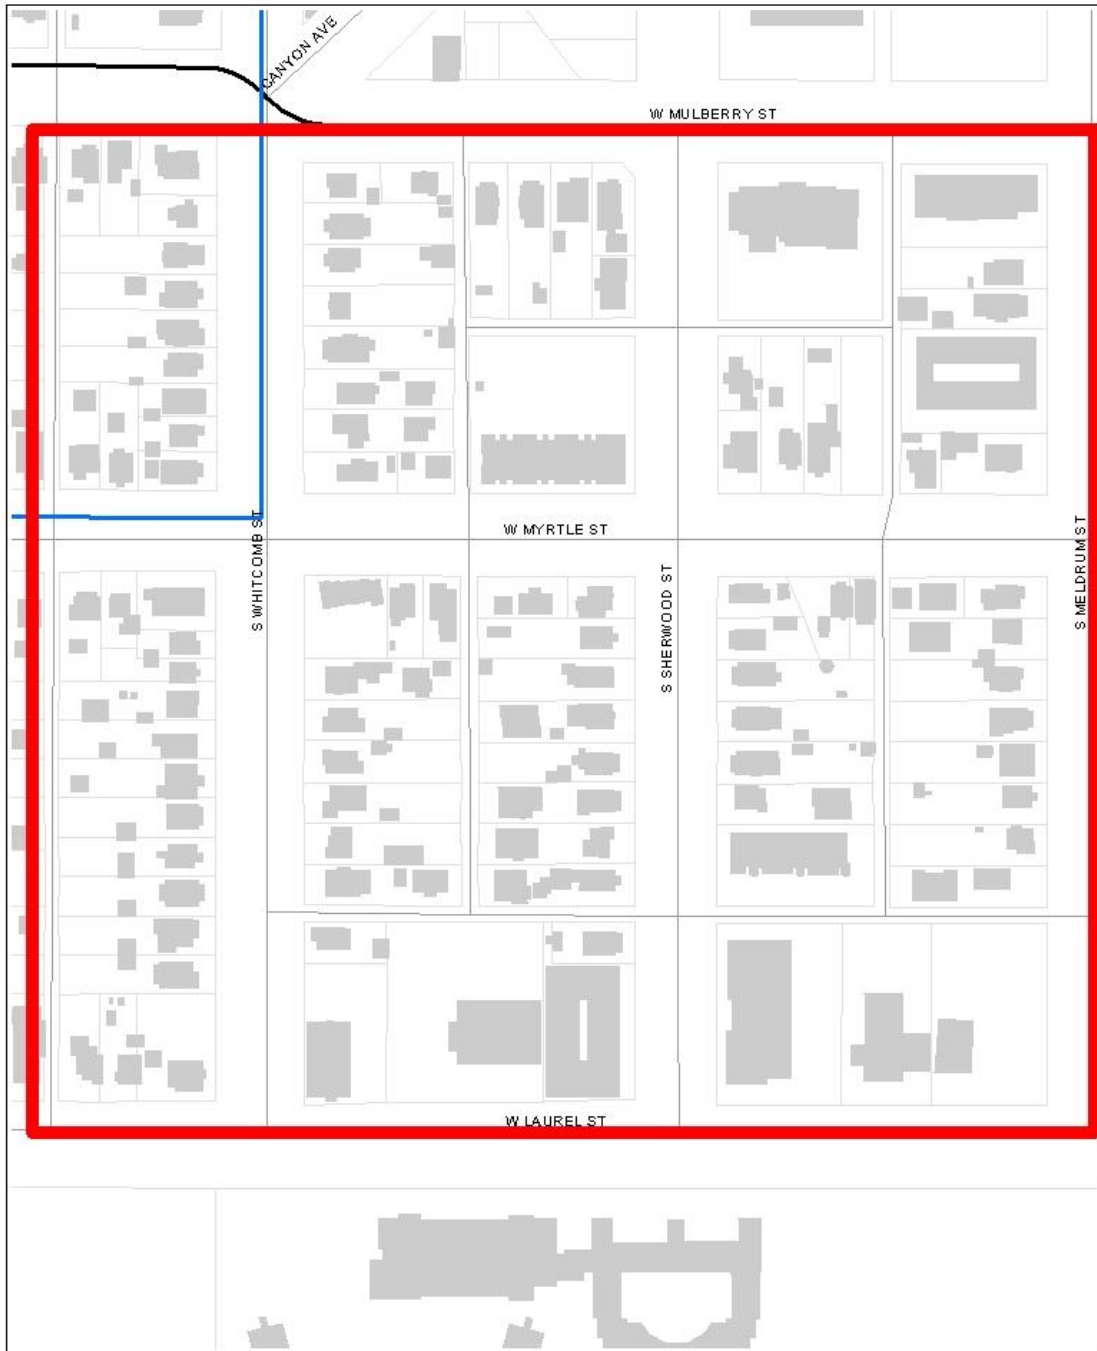 CANYON AVE
W MULBERRY ST
W MYRTLE ST
S WHITCOMB ST
S SHERWOOD ST
S MELDRUM ST
W LAUREL ST